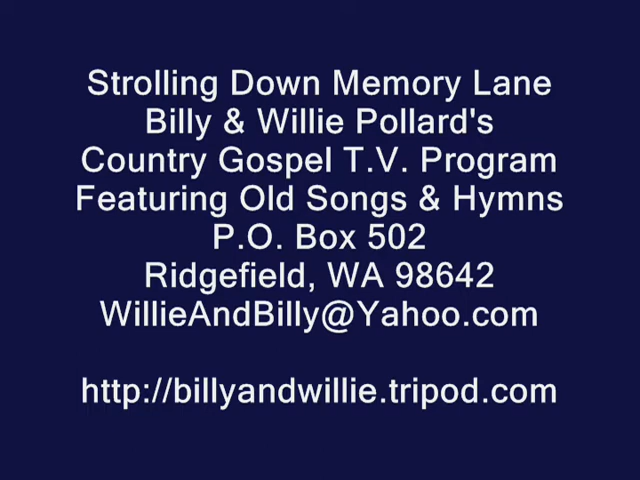 Strolling Down Memory Lane
Billy & Willie Pollard's
Country Gospel T.V. Program
Featuring Old Songs & Hymns
P.O. Box 502
Ridgefield, WA 98642
WillieAndBilly@Yahoo.com
http://billyandwillie.tripod.com